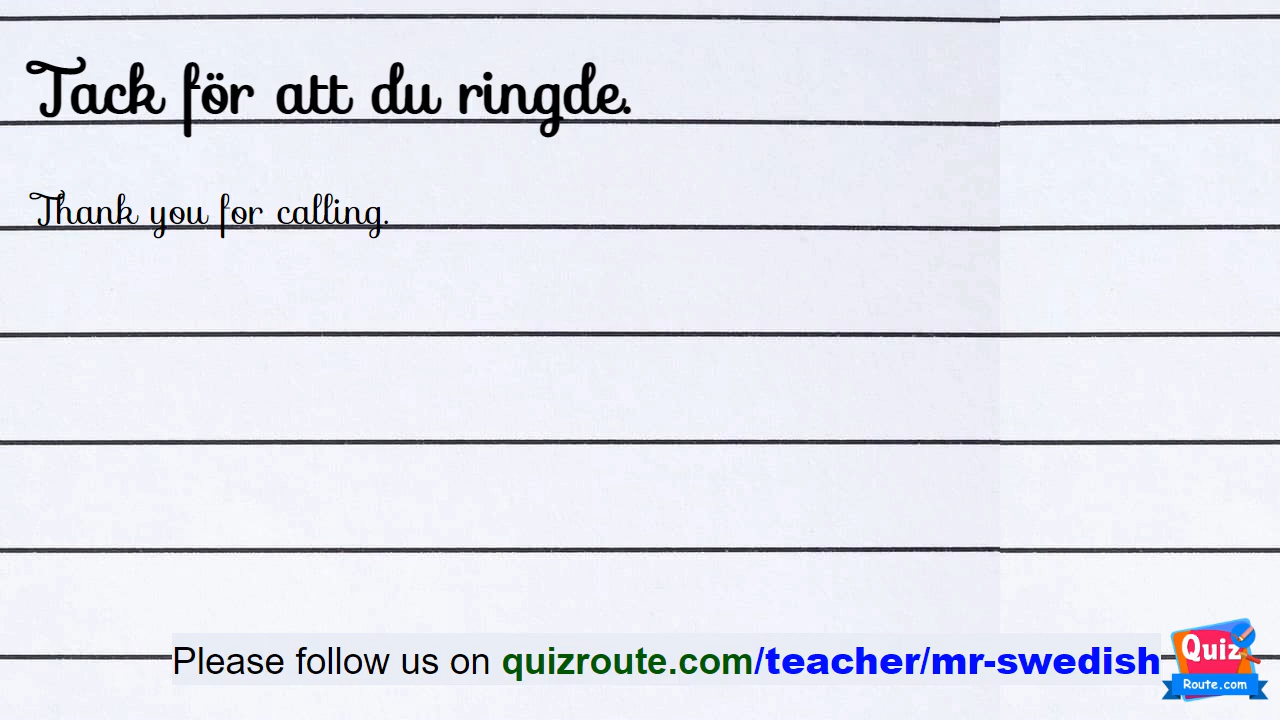 Tack för att du ringde.
Thank you for calling.
Please follow us on quizroute.com/teacher/mr-swedish
Quiz
Route.com